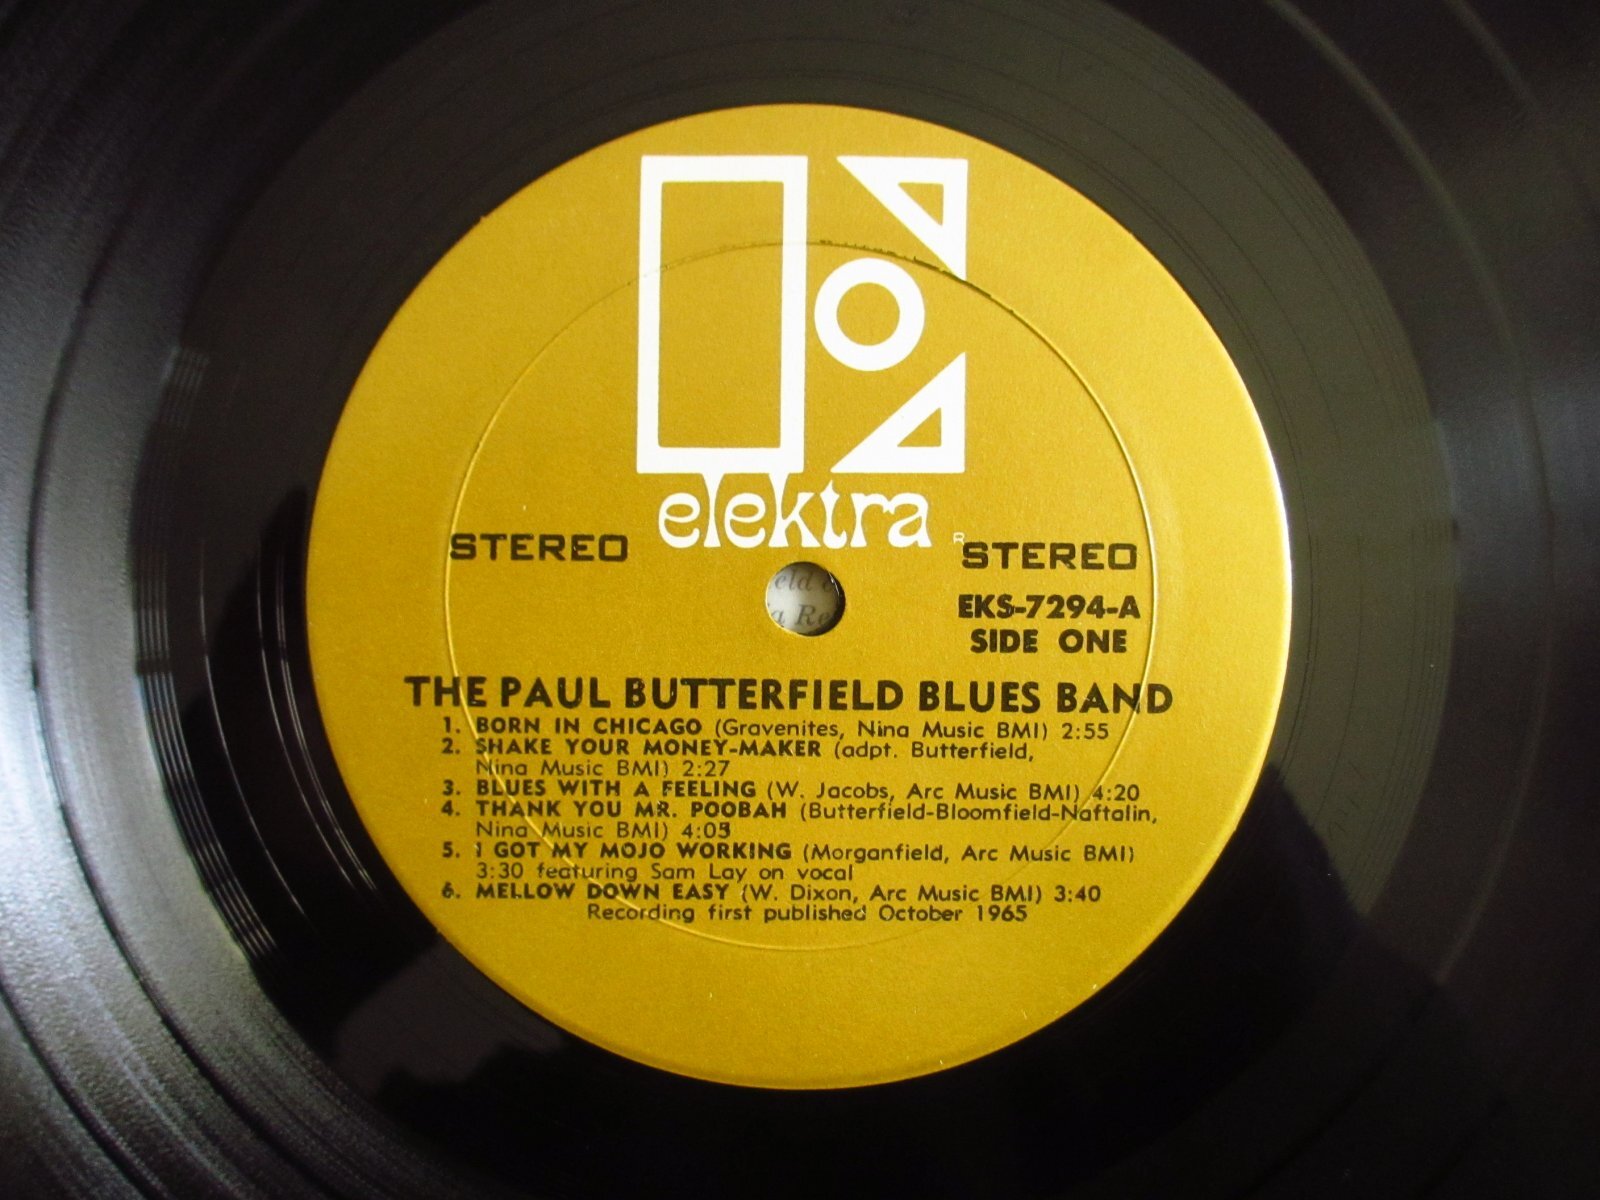 elektra
R
STEREO STEREO
EKS-7294-A
SIDE ONE
THE PAUL BUTTERFIELD BLUES BAND
1. BORN IN CHICAGO (Gravenites, Nina Music BMI) 2:55
2. SHAKE YOUR MONEY-MAKER (adpt. Butterfield,
Nina Music BMI) 2:27
3. BLUES WITH A FEELING (W. Jacobs, Arc Music BMI) 4:20
4. THANK YOU MR. POOBAH (Butterfield-Bloomfield-Naftalin,
Nina Music BMI) 4:05
5. I GOT MY MOJO WORKING (Morganfield, Arc Music BMI)
3:30 featuring Sam Lay on vocal
6. MELLOW DOWN EASY (W. Dixon, Arc Music BMI) 3:40
Recording first published October 1965